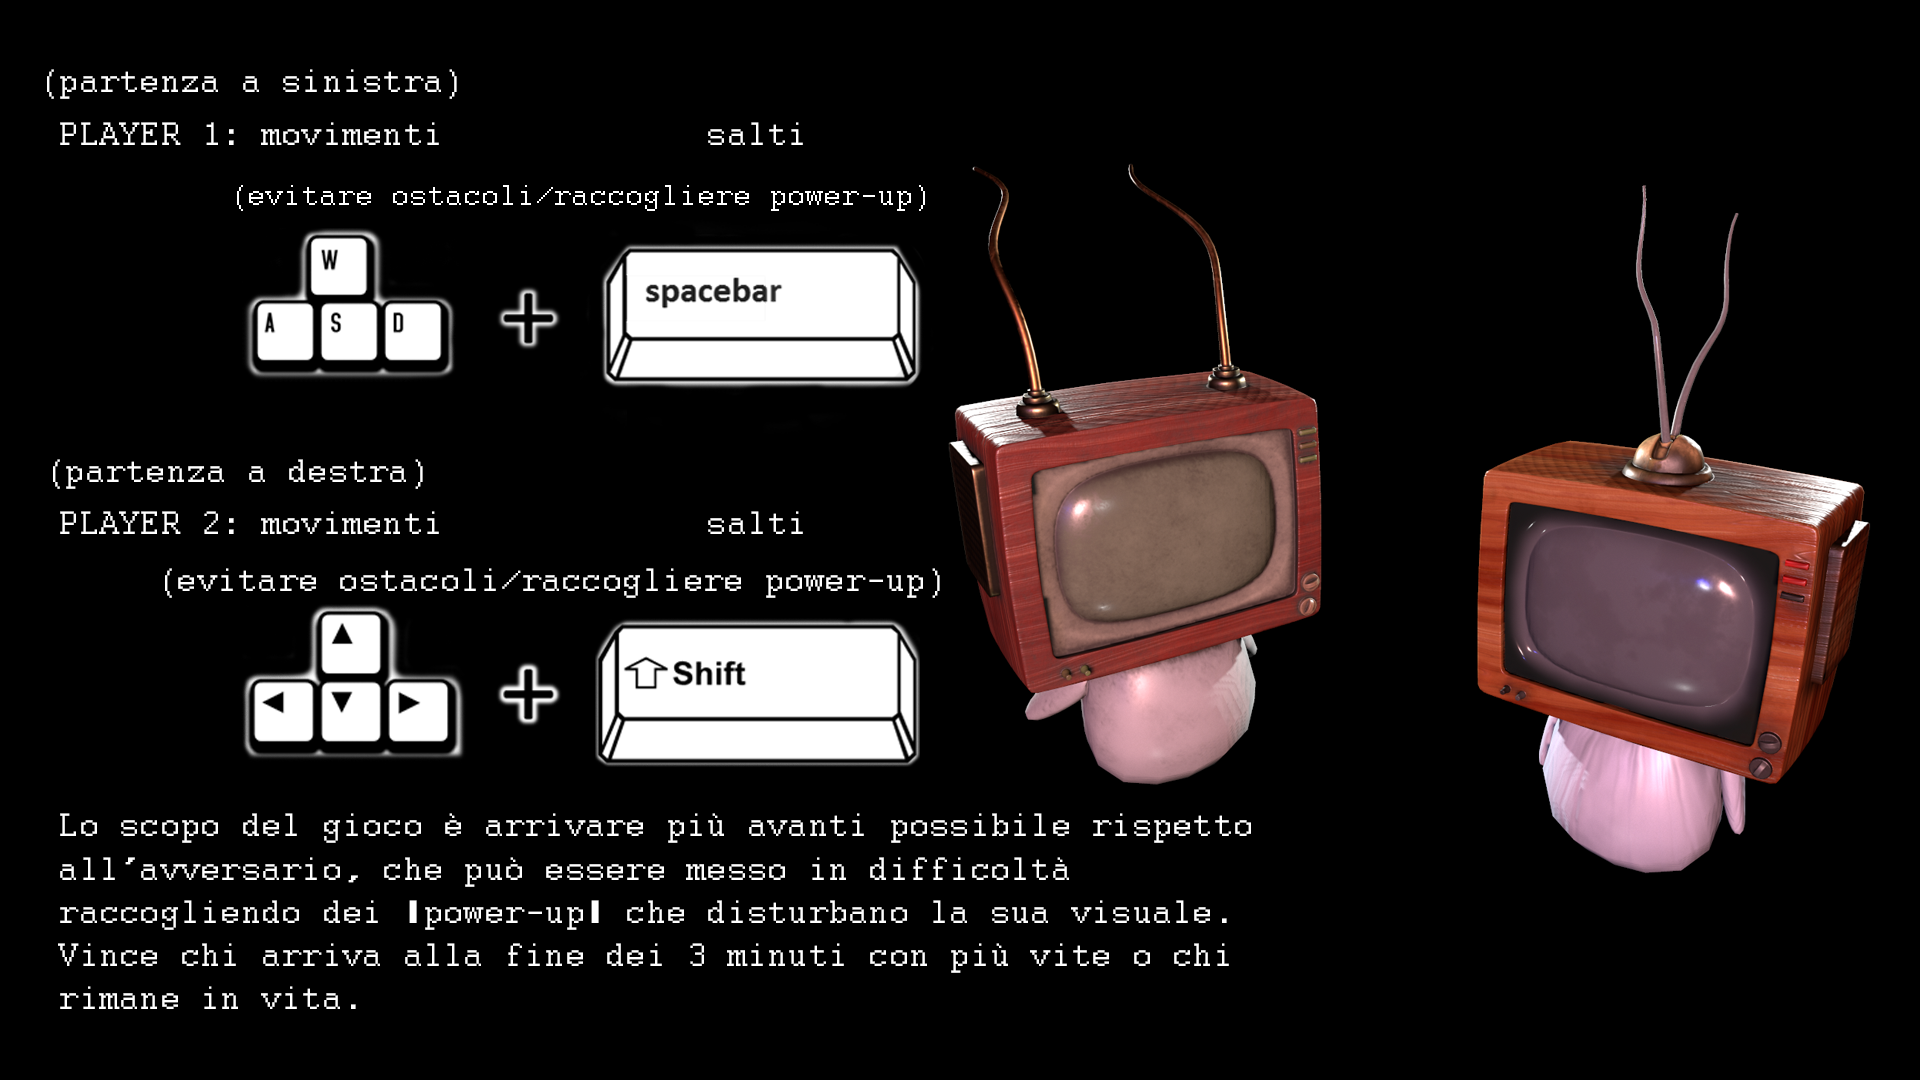 (partenza a sinistra)
PLAYER 1: movimenti salti
(evitare ostacoli/raccogliere power-up)
W
A S D
+
spacebar
(partenza a destra)
PLAYER 2: movimenti salti
(evitare ostacoli/raccogliere power-up)
▲
◀ ▼ ▶
+
⇧ Shift
Lo scopo del gioco è arrivare più avanti possibile rispetto
all’avversario, che può essere messo in difficoltà
raccogliendo dei ▌power-up▌ che disturbano la sua visuale.
Vince chi arriva alla fine dei 3 minuti con più vite o chi
rimane in vita.